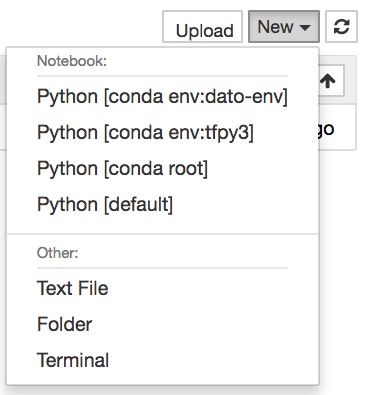 Upload New
Notebook:
Python [conda env:dato-env]
Python [conda env:tfpy3]
go
Python [conda root]
Python [default]
Other:
Text File
Folder
Terminal